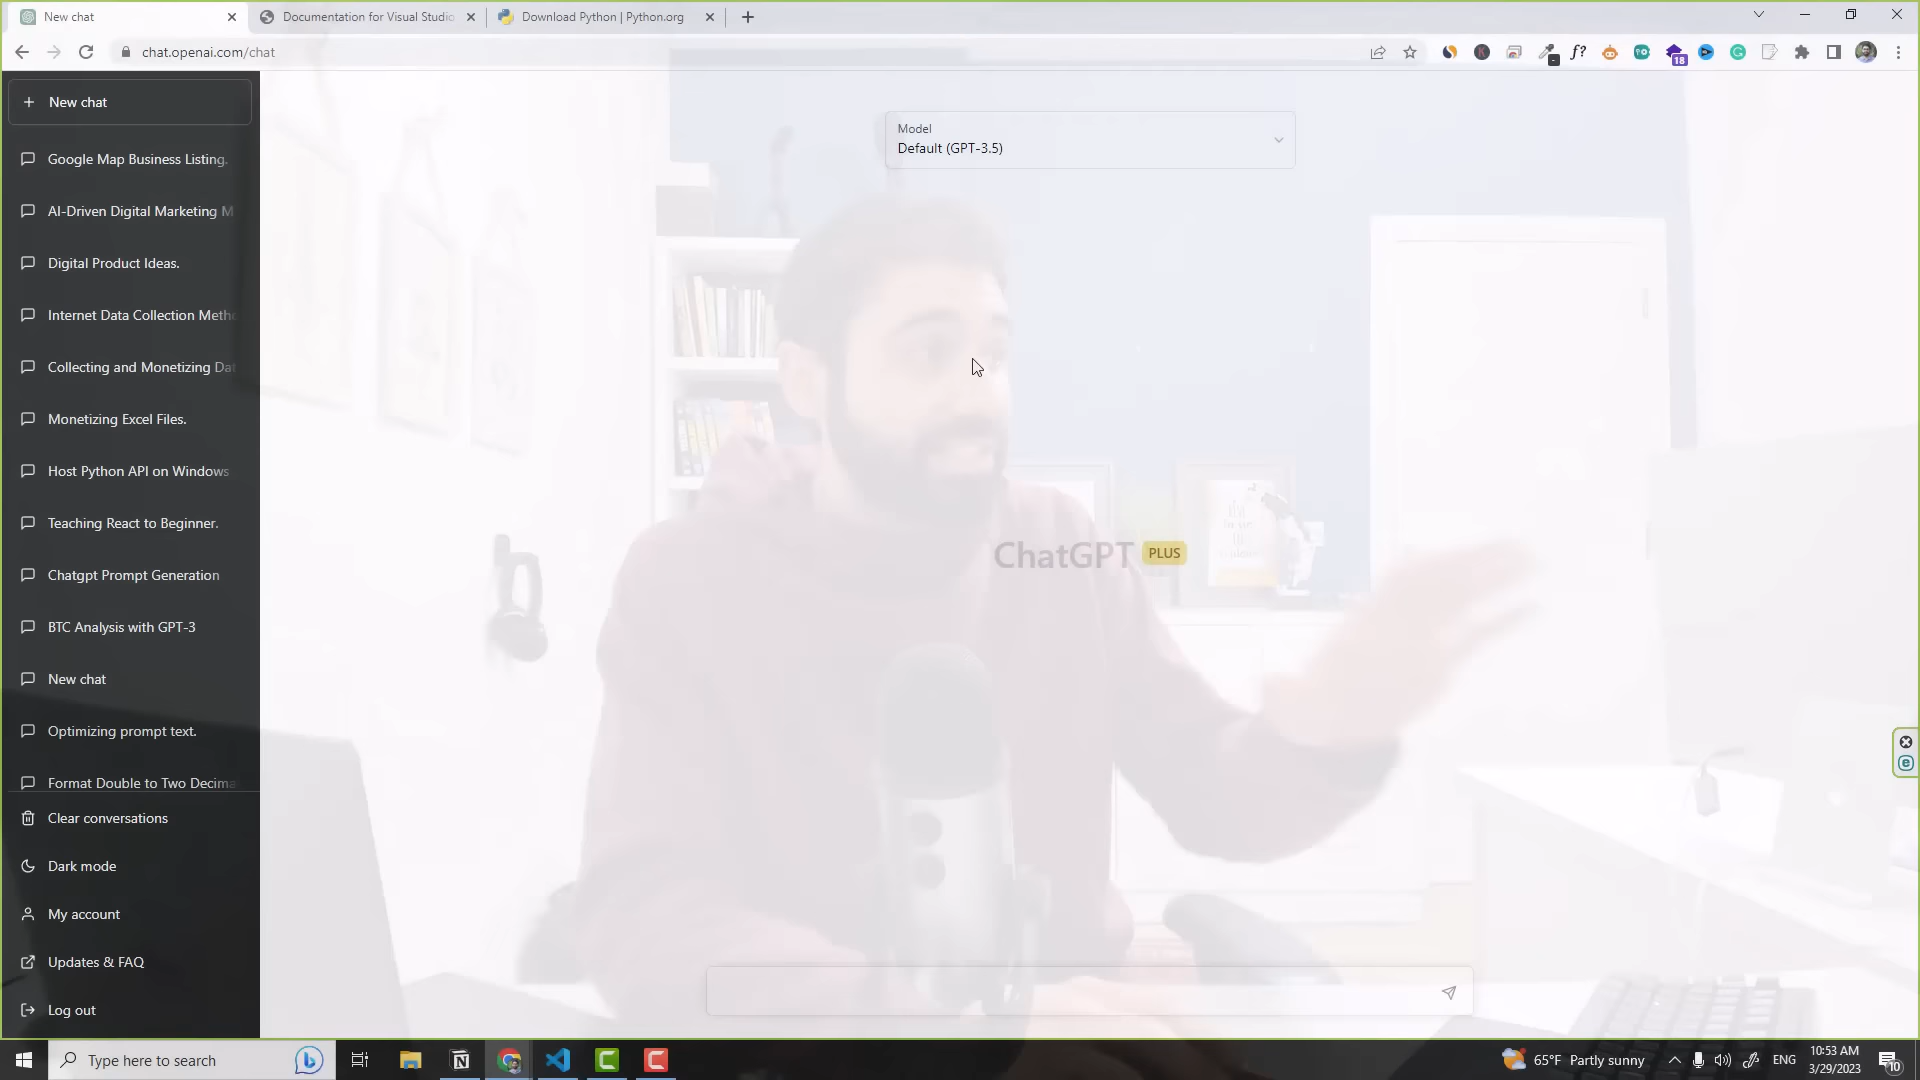 New chat
Documentation for Visual Studio
Download Python | Python.org
chat.openai.com/chat
f?
18
New chat
Google Map Business Listing.
AI-Driven Digital Marketing M
Digital Product Ideas.
Internet Data Collection Meth
Collecting and Monetizing Dat
Monetizing Excel Files.
Host Python API on Windows
Teaching React to Beginner.
Chatgpt Prompt Generation
BTC Analysis with GPT-3
New chat
Optimizing prompt text.
Format Double to Two Decima
Clear conversations
Dark mode
My account
Updates & FAQ
Log out
Model
Default (GPT-3.5)
ChatGPT PLUS
Type here to search
65°F Partly sunny
ENG
10:53 AM
3/29/2023
10